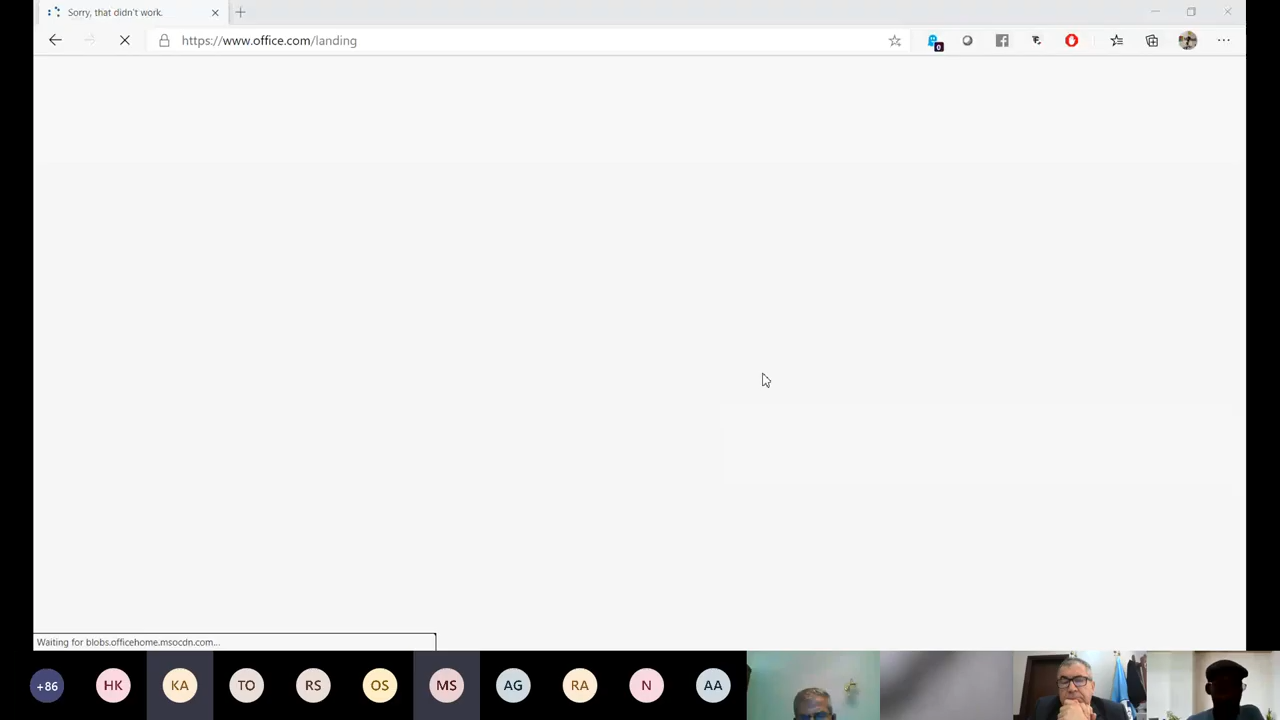 Sorry, that didn't work.
https://www.office.com/landing
0
Waiting for blobs.officehome.msocdn.com...
+86
HK
KA
TO
RS
OS
MS
AG
RA
N
AA